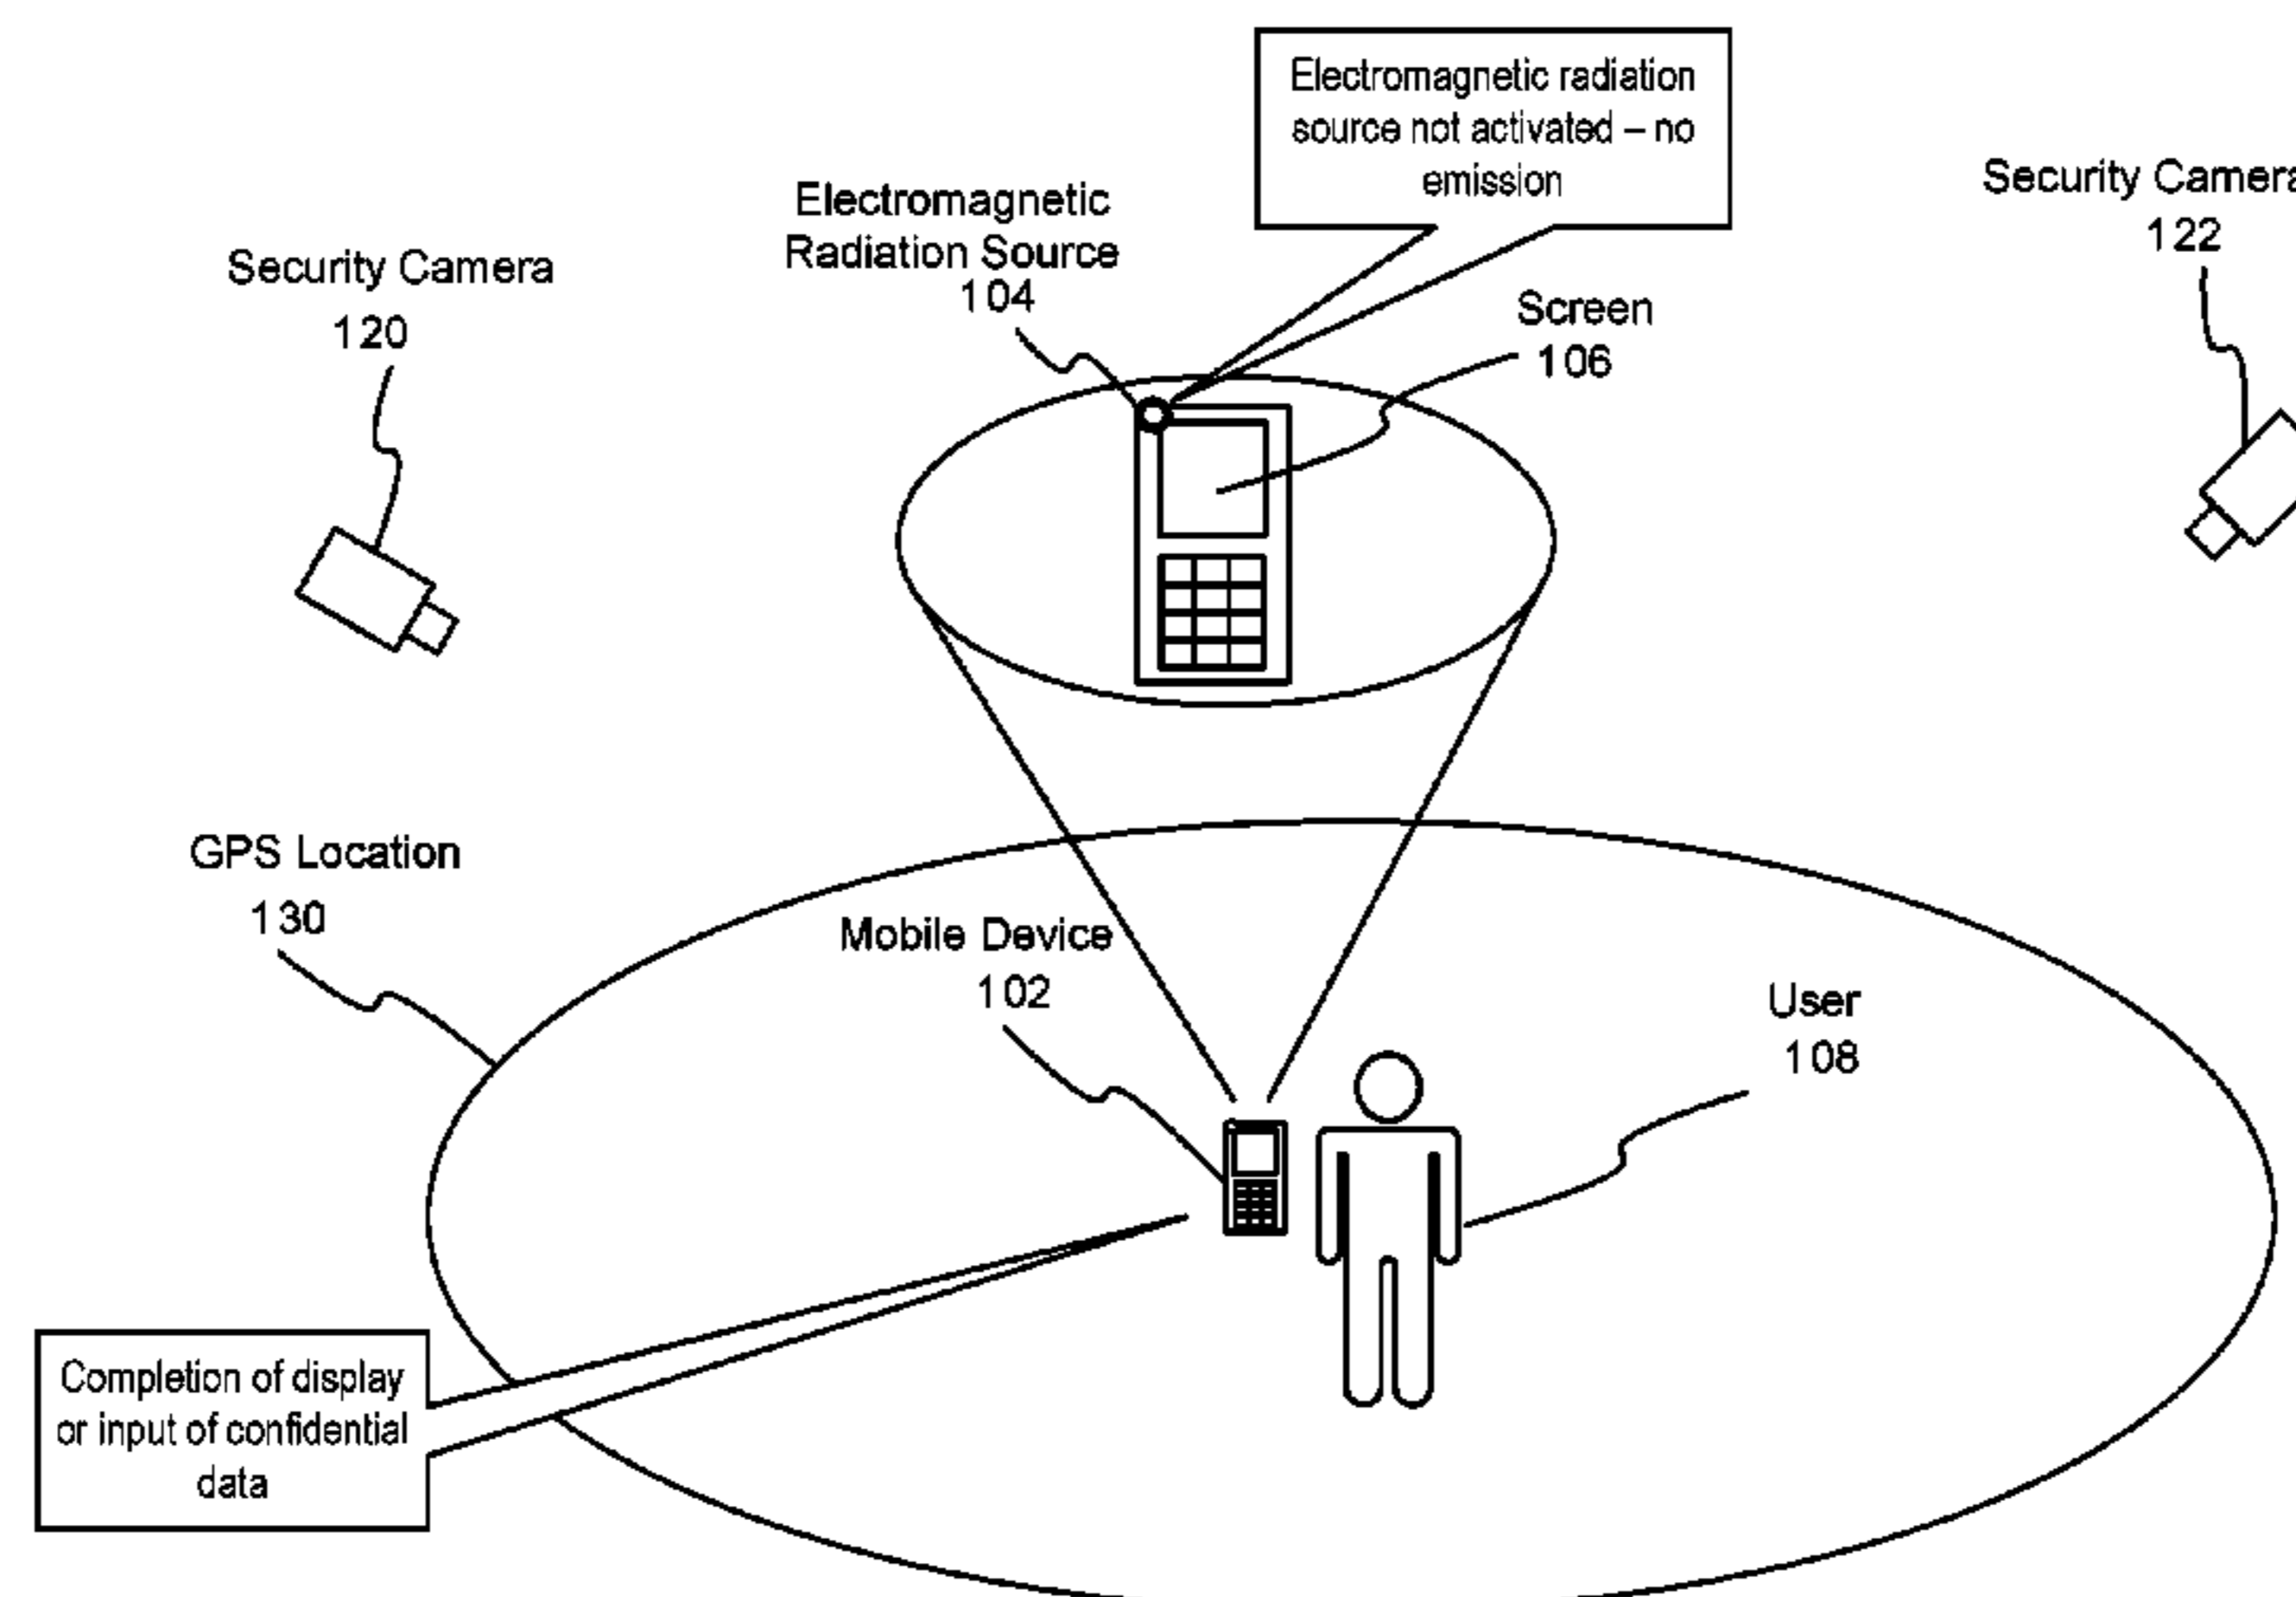 Electromagnetic radiation
source not activated – no
emission
Security Camera
122
Electromagnetic
Radiation Source
104
Security Camera
120
Screen
106
GPS Location
130
Mobile Device
102
User
108
Completion of display
or input of confidential
data